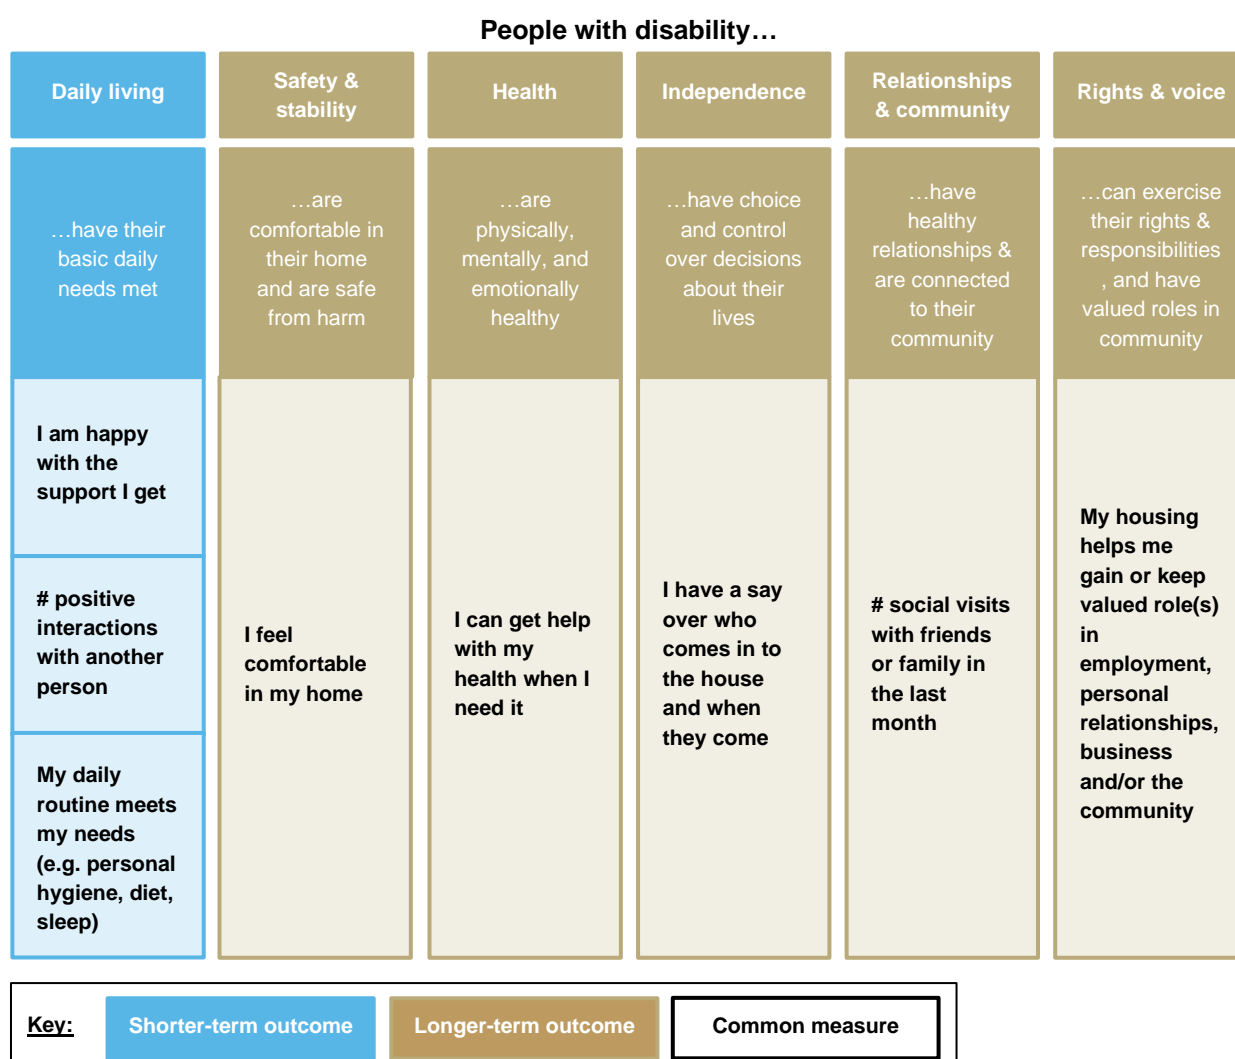 People with disability…
Daily living
Safety &
stability
Health
Independence
Relationships
& community
Rights & voice
…have their
basic daily
needs met
…are
comfortable in
their home
and are safe
from harm
…are
physically,
mentally, and
emotionally
healthy
…have choice
and control
over decisions
about their
lives
…have
healthy
relationships &
are connected
to their
community
…can exercise
their rights &
responsibilities
, and have
valued roles in
community
I am happy
with the
support I get
# positive
interactions
with another
person
My daily
routine meets
my needs
(e.g. personal
hygiene, diet,
sleep)
I feel
comfortable
in my home
I can get help
with my
health when I
need it
I have a say
over who
comes in to
the house
and when
they come
# social visits
with friends
or family in
the last
month
My housing
helps me
gain or keep
valued role(s)
in
employment,
personal
relationships,
business
and/or the
community
Key:
Shorter-term outcome
Longer-term outcome
Common measure